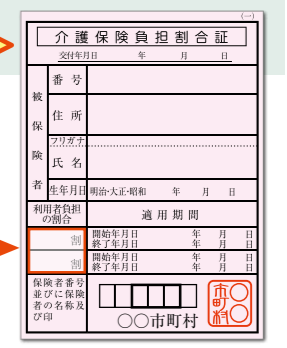 (一)
介護保険負担割合証
交付年月日 年 月 日
被保険者
番号
住所
フリガナ
氏名
生年月日 明治・大正・昭和 年 月 日
利用者負担の割合
適用期間
割 開始年月日 年 月 日
終了年月日 年 月 日
割 開始年月日 年 月 日
終了年月日 年 月 日
保険者番号
並びに保険
者の名称及
び印
〇〇市町村
市町村〇〇